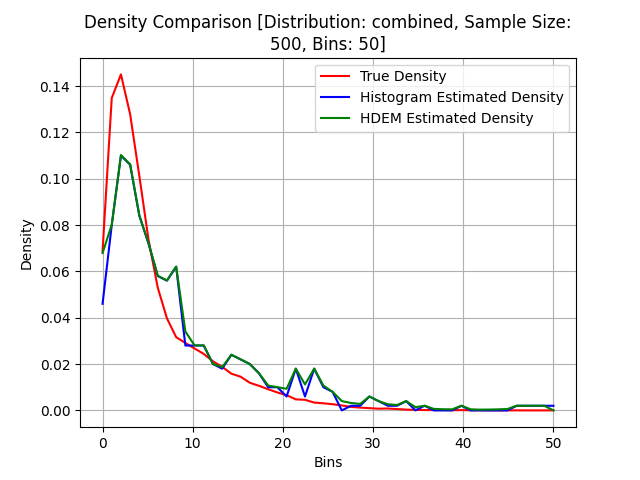 Density Comparison [Distribution: combined, Sample Size:
500, Bins: 50]
True Density
Histogram Estimated Density
HDEM Estimated Density
Density
0.14
0.12
0.10
0.08
0.06
0.04
0.02
0.00
0 10 20 30 40 50
Bins